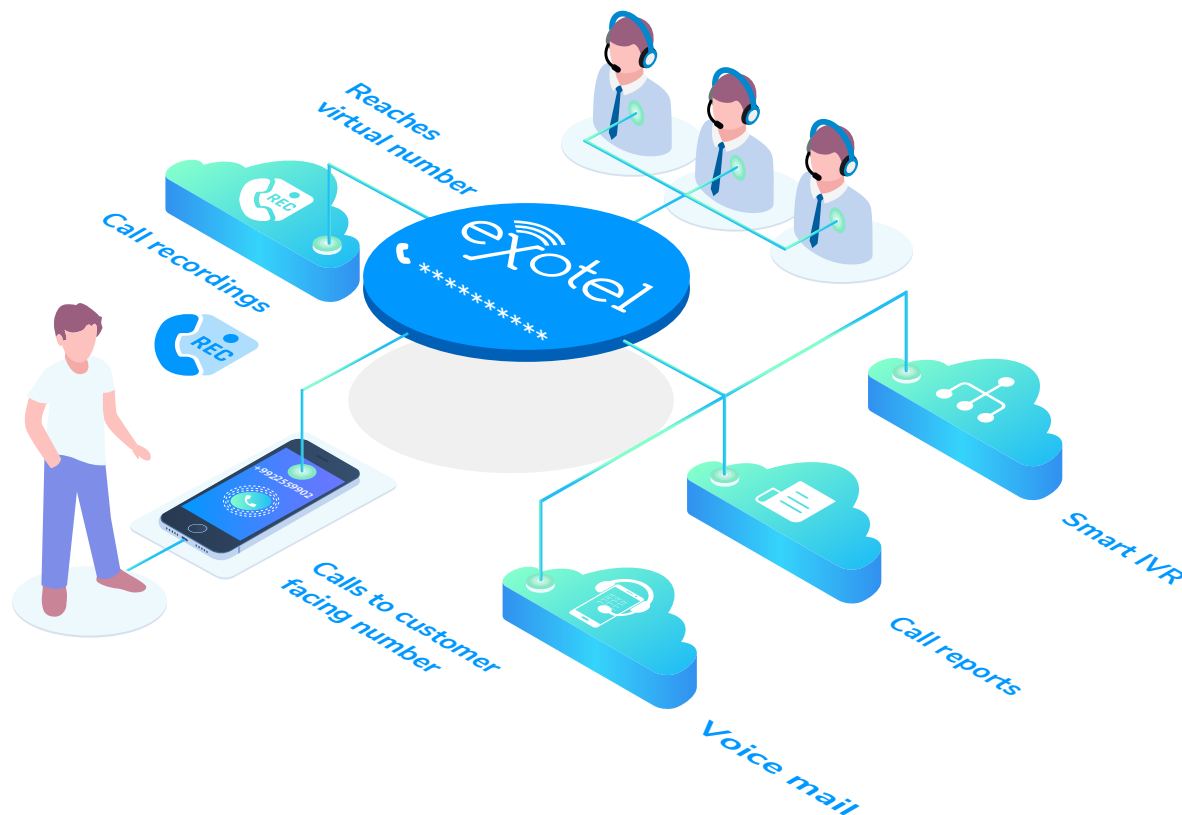 Reaches
virtual number
REC
Call recordings
REC
exotel
**********
+9922559902
Calls to customer
facing number
Smart IVR
Call reports
Voice mail